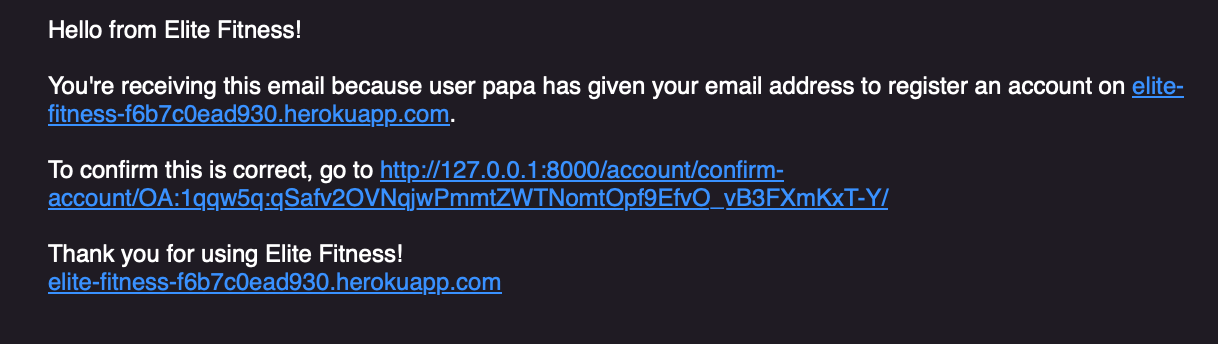 Hello from Elite Fitness!
You're receiving this email because user papa has given your email address to register an account on elite-
fitness-f6b7c0ead930.herokuapp.com.
To confirm this is correct, go to http://127.0.0.1:8000/account/confirm-
account/OA:1qqw5q:qSafv2OVNqjwPmmtZWTNomtOpf9EfvO_vB3FXmKxT-Y/
Thank you for using Elite Fitness!
elite-fitness-f6b7c0ead930.herokuapp.com